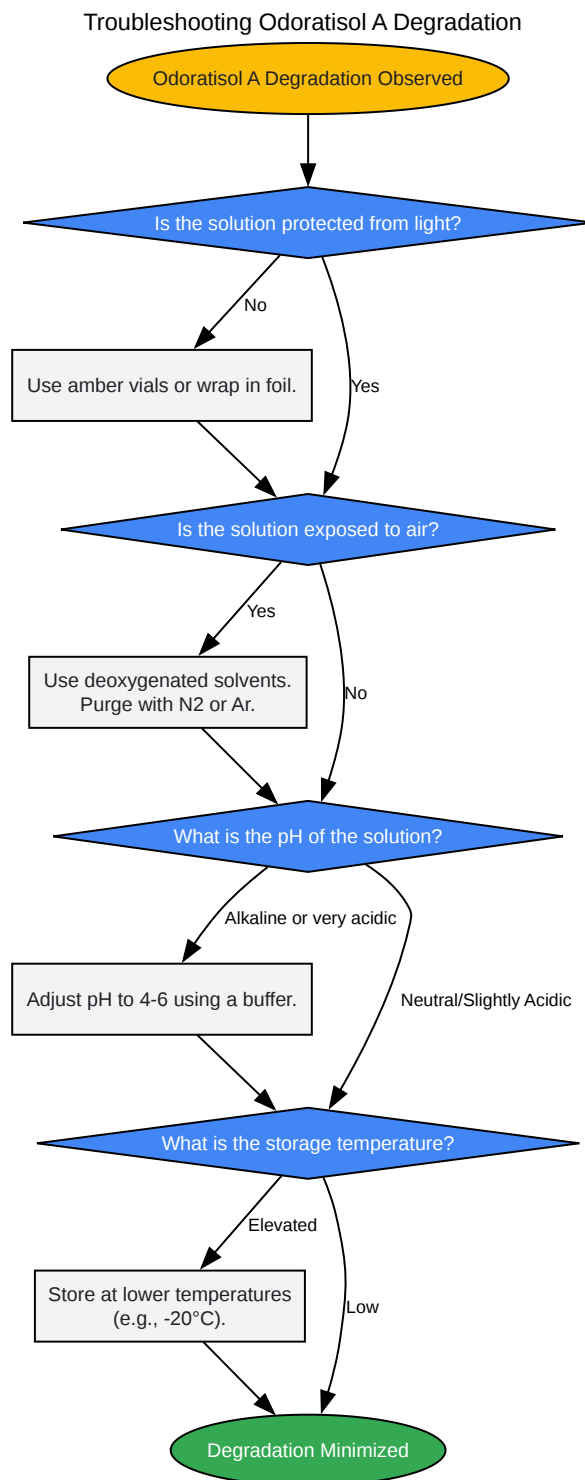 Troubleshooting Odoratisol A Degradation
Odoratisol A Degradation Observed
Is the solution protected from light?
No
Use amber vials or wrap in foil.
Yes
Is the solution exposed to air?
Yes
Use deoxygenated solvents.
Purge with N2 or Ar.
No
What is the pH of the solution?
Alkaline or very acidic
Adjust pH to 4-6 using a buffer.
Neutral/Slightly Acidic
What is the storage temperature?
Elevated
Store at lower temperatures
(e.g., -20°C).
Low
Degradation Minimized